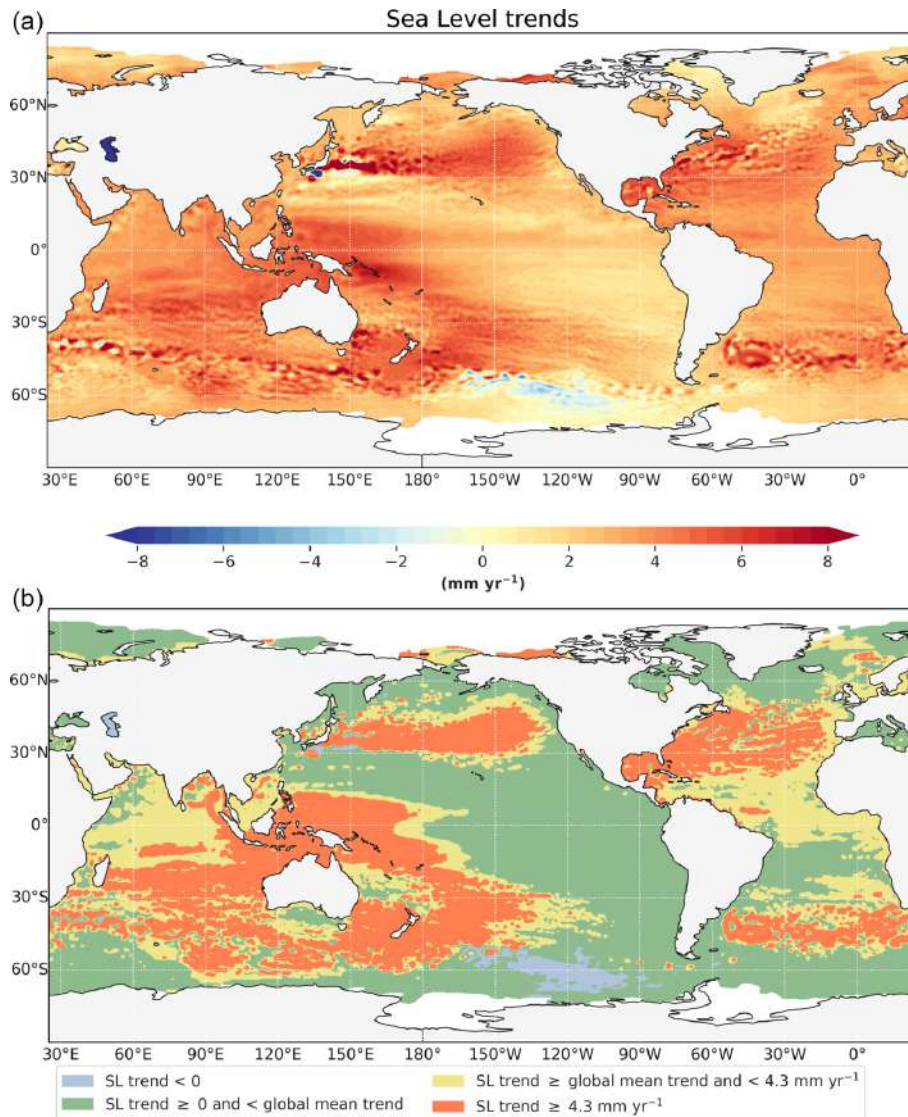 (a)
Sea Level trends
60°N
30°N
0°
30°S
60°S
30°E 60°E 90°E 120°E 150°E 180° 150°W 120°W 90°W 60°W 30°W 0°
−8 −6 −4 −2 0 2 4 6 8
(mm yr⁻¹)
(b)
60°N
30°N
0°
30°S
60°S
30°E 60°E 90°E 120°E 150°E 180° 150°W 120°W 90°W 60°W 30°W 0°
SL trend < 0
SL trend ≥ 0 and < global mean trend
SL trend ≥ global mean trend and < 4.3 mm yr⁻¹
SL trend ≥ 4.3 mm yr⁻¹